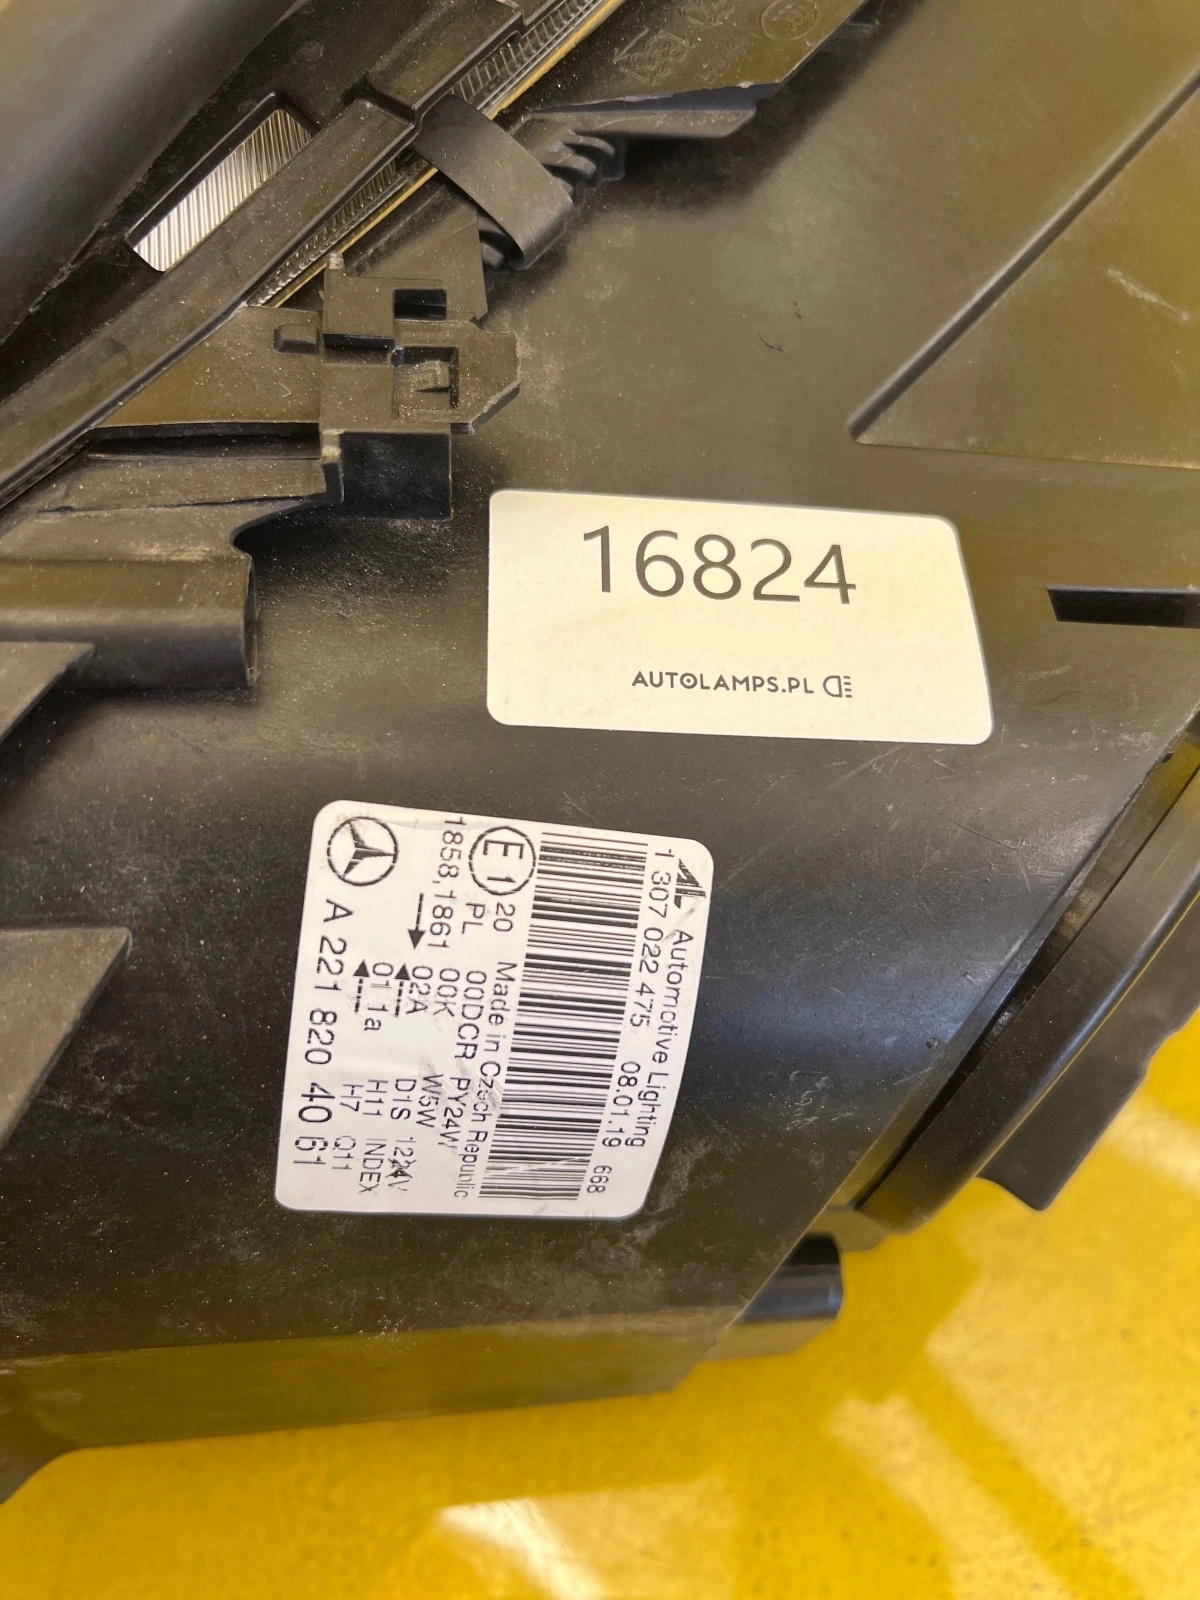 16824
AUTOLAMPS.PL
Automotive Lighting
1 307 022 475 08.01.19 668
E1 20 Made in Czech Republic
PL 00DCR PY24W
1858,1861 00K W5W
02A D1S 12V
01 1a H11 INDEX
H7 Q11
A 221 820 40 61